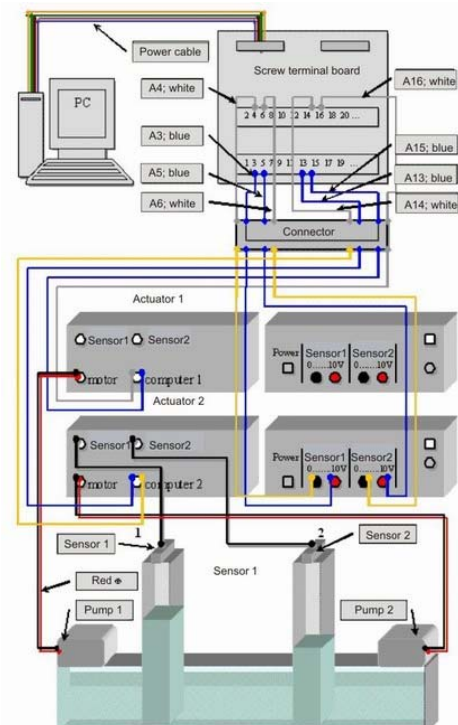 Power cable
PC
Screw terminal board
A4; white
A16; white
2 4 6 8 10 12 14 16 18 20 ...
A3; blue
A15; blue
1 3 5 7 9 11 13 15 17 19 ...
A5; blue
A13; blue
A6; white
A14; white
Connector
Actuator 1
Sensor1 Sensor2
motor computer 1
Power Sensor1 Sensor2
0......10V 0......10V
Actuator 2
Sensor1 Sensor2
motor computer 2
Power Sensor1 Sensor2
0......10V 0......10V
1
2
Sensor 1
Sensor 2
Sensor 1
Red ⊕
Pump 1
Pump 2